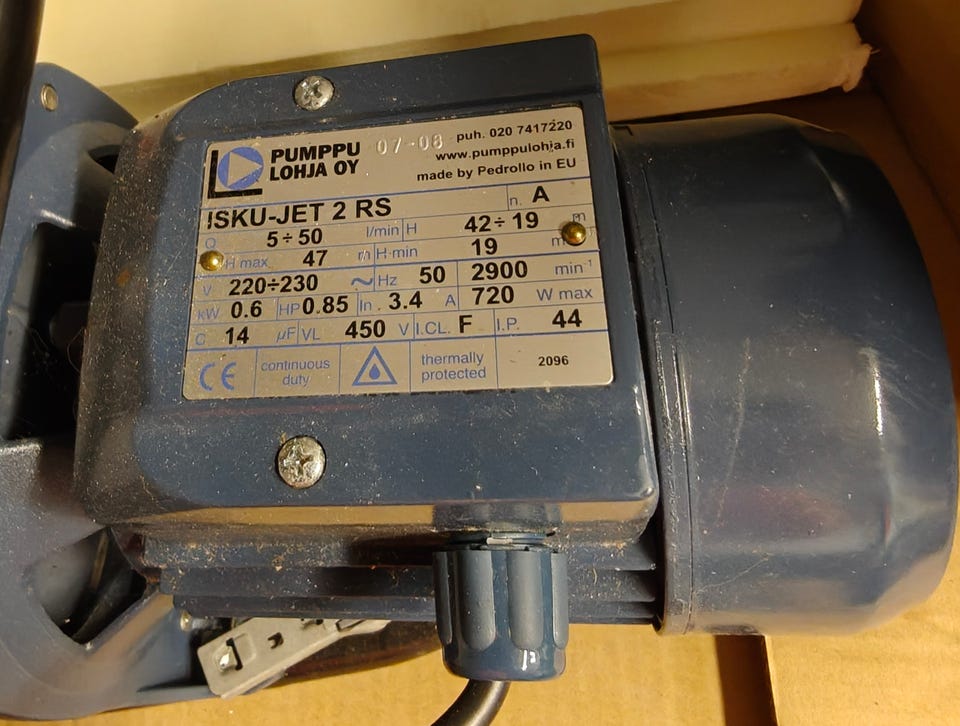 PUMPPU
LOHJA OY
07-08
puh. 020 7417220
www.pumppulohja.fi
made by Pedrollo in EU
ISKU-JET 2 RS n. A
Q 5÷50 l/min H 42÷19 m
H max 47 m H min 19 m
V 220÷230 ~ Hz 50 2900 min-1
kW 0.6 HP 0.85 In. 3.4 A 720 W max
C 14 µF VL 450 V I.CL. F I.P. 44
CE continuous duty thermally protected 2096